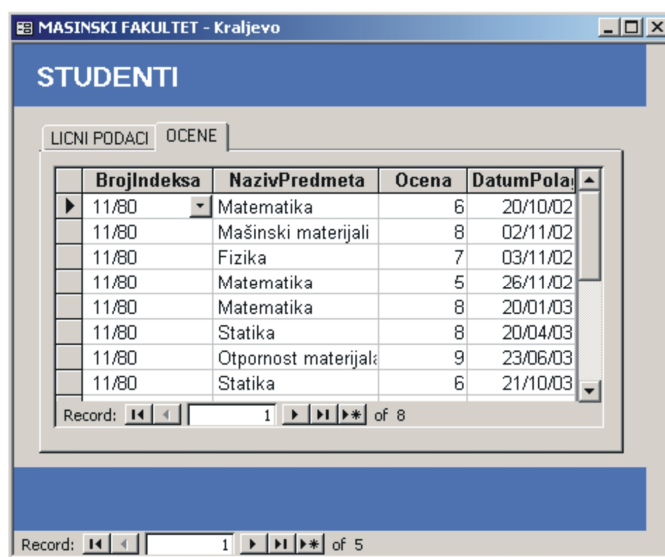 MASINSKI FAKULTET - Kraljevo
STUDENTI
LICNI PODACI OCENE
BrojIndeksa NazivPredmeta Ocena DatumPolag
11/80 Matematika 6 20/10/02
11/80 Mašinski materijali 8 02/11/02
11/80 Fizika 7 03/11/02
11/80 Matematika 5 26/11/02
11/80 Matematika 8 20/01/03
11/80 Statika 8 20/04/03
11/80 Otpornost materijala 9 23/06/03
11/80 Statika 6 21/10/03
Record: 1 of 8
Record: 1 of 5